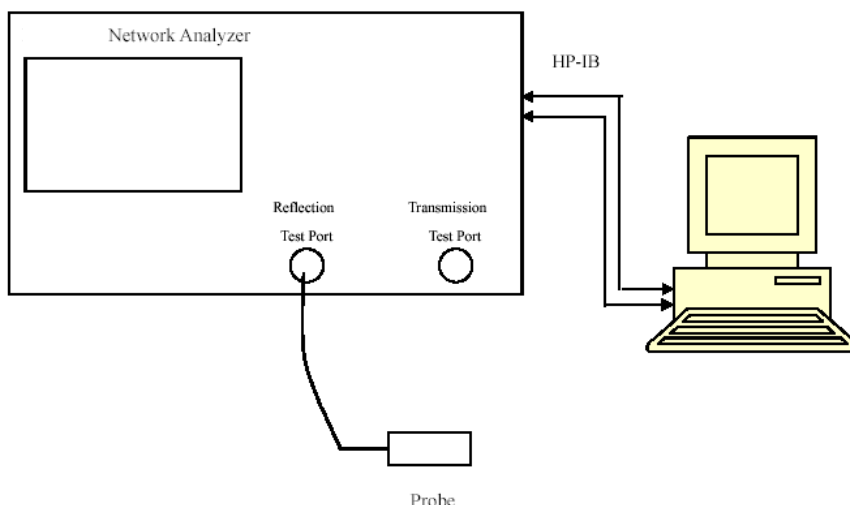 Network Analyzer
HP-IB
Reflection
Test Port
Transmission
Test Port
Probe